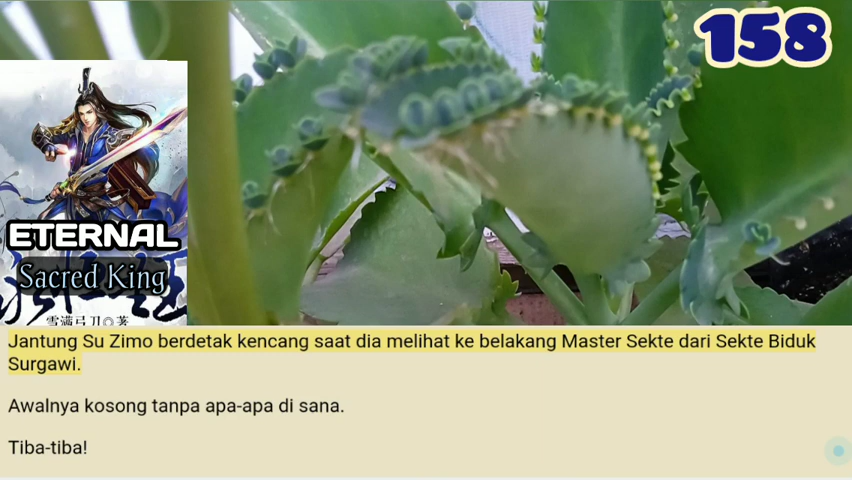 158
ETERNAL
Sacred King
雪满弓刀◎著
Jantung Su Zimo berdetak kencang saat dia melihat ke belakang Master Sekte dari Sekte Biduk
Surgawi.
Awalnya kosong tanpa apa-apa di sana.
Tiba-tiba!